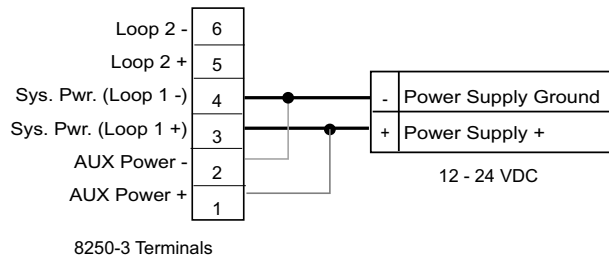 Loop 2 - 6
Loop 2 + 5
Sys. Pwr. (Loop 1 -) 4
- Power Supply Ground
Sys. Pwr. (Loop 1 +) 3
+ Power Supply +
AUX Power - 2
12 - 24 VDC
AUX Power + 1
8250-3 Terminals